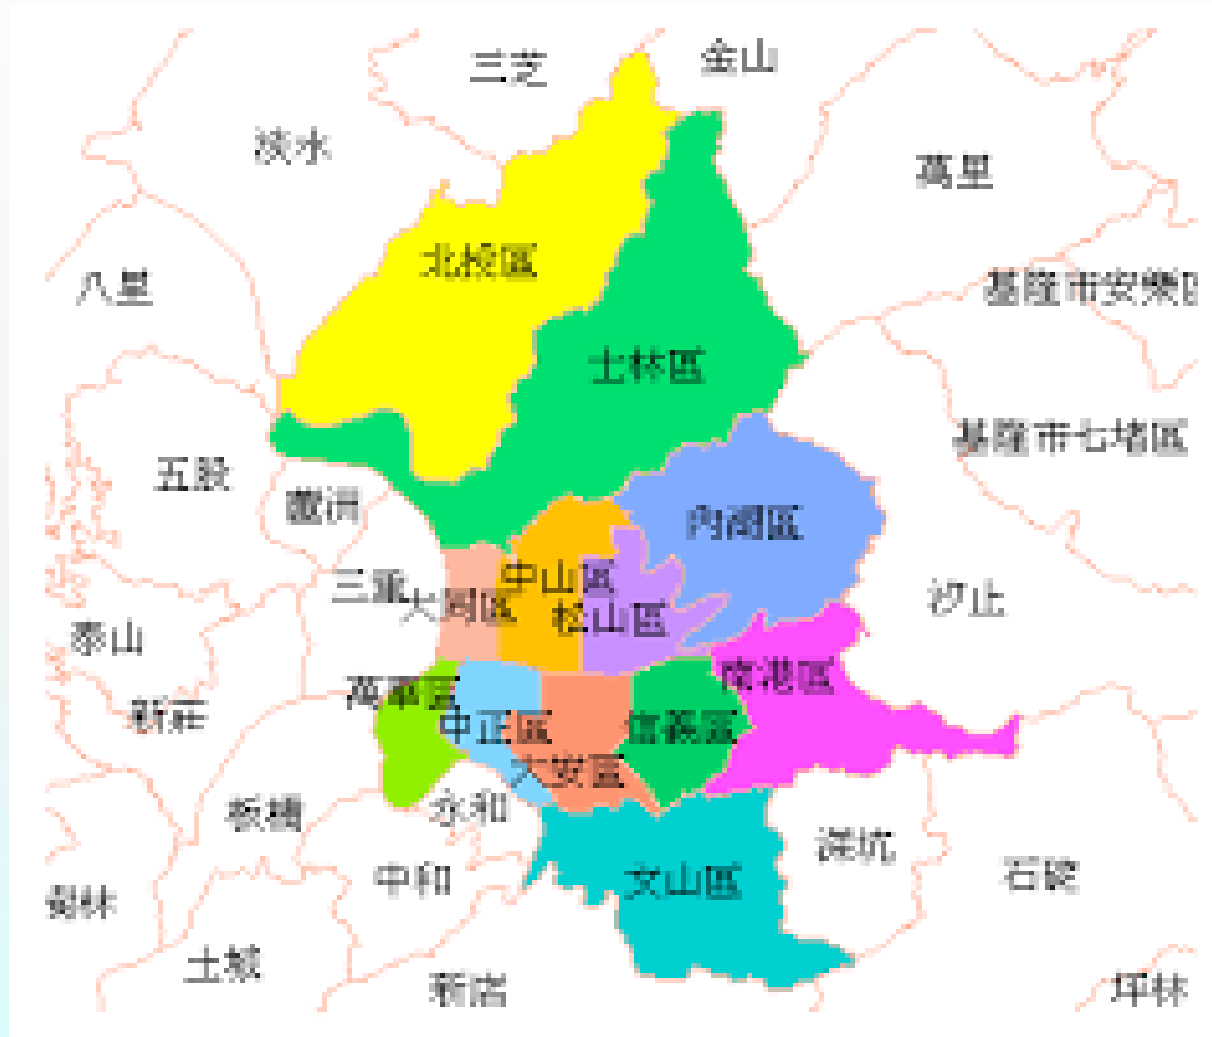 金山
三芝
淡水
萬里
北投區
八里
基隆市安樂區
士林區
基隆市七堵區
五股
蘆洲
內湖區
中山區
三重
汐止
大同區
松山區
泰山
南港區
萬華區
新莊
中正區
信義區
大安區
永和
板橋
深坑
石碇
中和
文山區
樹林
土城
新店
坪林